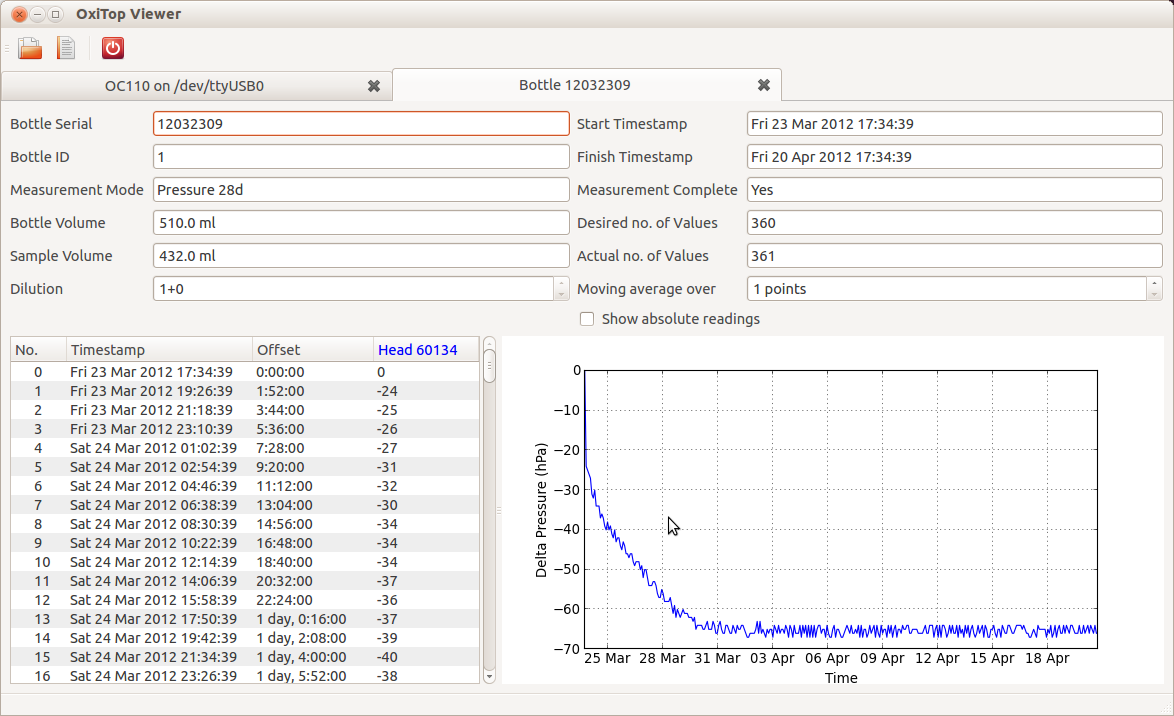 OxiTop Viewer
OC110 on /dev/ttyUSB0 Bottle 12032309
Bottle Serial 12032309 Start Timestamp Fri 23 Mar 2012 17:34:39
Bottle ID 1 Finish Timestamp Fri 20 Apr 2012 17:34:39
Measurement Mode Pressure 28d Measurement Complete Yes
Bottle Volume 510.0 ml Desired no. of Values 360
Sample Volume 432.0 ml Actual no. of Values 361
Dilution 1+0 Moving average over 1 points
Show absolute readings
No. Timestamp Offset Head 60134
0 Fri 23 Mar 2012 17:34:39 0:00:00 0
1 Fri 23 Mar 2012 19:26:39 1:52:00 -24
2 Fri 23 Mar 2012 21:18:39 3:44:00 -25
3 Fri 23 Mar 2012 23:10:39 5:36:00 -26
4 Sat 24 Mar 2012 01:02:39 7:28:00 -27
5 Sat 24 Mar 2012 02:54:39 9:20:00 -31
6 Sat 24 Mar 2012 04:46:39 11:12:00 -32
7 Sat 24 Mar 2012 06:38:39 13:04:00 -30
8 Sat 24 Mar 2012 08:30:39 14:56:00 -34
9 Sat 24 Mar 2012 10:22:39 16:48:00 -34
10 Sat 24 Mar 2012 12:14:39 18:40:00 -34
11 Sat 24 Mar 2012 14:06:39 20:32:00 -37
12 Sat 24 Mar 2012 15:58:39 22:24:00 -36
13 Sat 24 Mar 2012 17:50:39 1 day, 0:16:00 -37
14 Sat 24 Mar 2012 19:42:39 1 day, 2:08:00 -39
15 Sat 24 Mar 2012 21:34:39 1 day, 4:00:00 -40
16 Sat 24 Mar 2012 23:26:39 1 day, 5:52:00 -38
Delta Pressure (hPa)
0
−10
−20
−30
−40
−50
−60
−70
25 Mar 28 Mar 31 Mar 03 Apr 06 Apr 09 Apr 12 Apr 15 Apr 18 Apr
Time